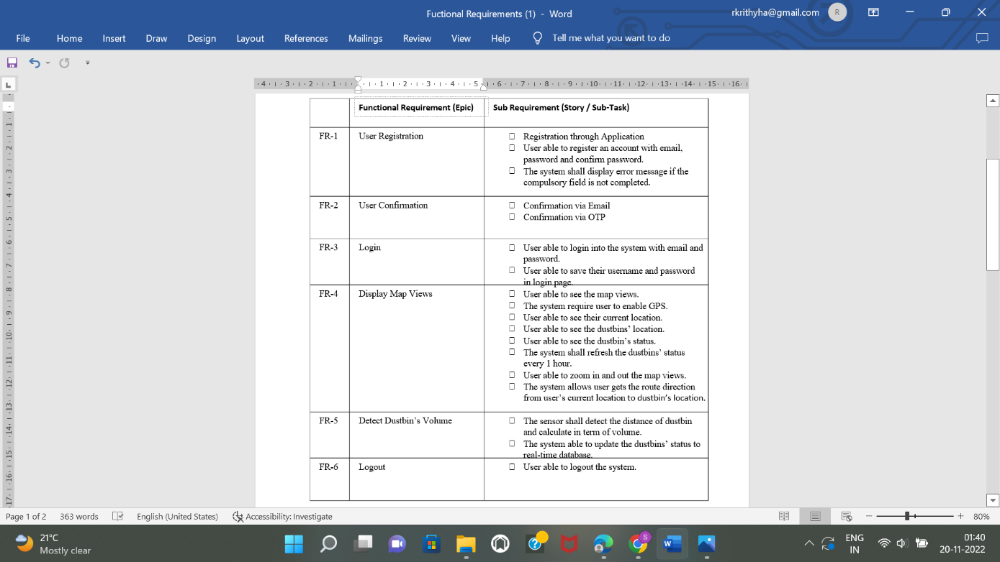 Fuctional Requirements (1) - Word
rkrithyha@gmail.com
R
File Home Insert Draw Design Layout References Mailings Review View Help Tell me what you want to do
Functional Requirement (Epic) Sub Requirement (Story / Sub-Task)
FR-1 User Registration
☐ Registration through Application
☐ User able to register an account with email,
password and confirm password.
☐ The system shall display error message if the
compulsory field is not completed.
FR-2 User Confirmation
☐ Confirmation via Email
☐ Confirmation via OTP
FR-3 Login
☐ User able to login into the system with email and
password.
☐ User able to save their username and password
in login page.
FR-4 Display Map Views
☐ User able to see the map views.
☐ The system require user to enable GPS.
☐ User able to see their current location.
☐ User able to see the dustbins’ location.
☐ User able to see the dustbin’s status.
☐ The system shall refresh the dustbins’ status
every 1 hour.
☐ User able to zoom in and out the map views.
☐ The system allows user gets the route direction
from user’s current location to dustbin’s location.
FR-5 Detect Dustbin’s Volume
☐ The sensor shall detect the distance of dustbin
and calculate in term of volume.
☐ The system able to update the dustbins’ status to
real-time database.
FR-6 Logout
☐ User able to logout the system.
Page 1 of 2 363 words English (United States) Accessibility: Investigate 80%
21°C
Mostly clear
S
W
ENG
IN
01:40
20-11-2022